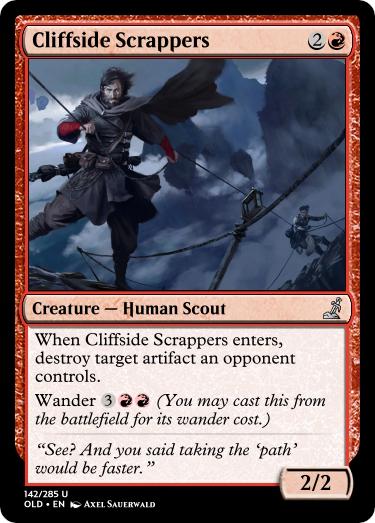 Cliffside Scrappers 2
Creature — Human Scout
When Cliffside Scrappers enters,
destroy target artifact an opponent
controls.
Wander 3 (You may cast this from
the battlefield for its wander cost.)
“See? And you said taking the ‘path’
would be faster.”
2/2
142/285 U
OLD • EN Axel Sauerwald